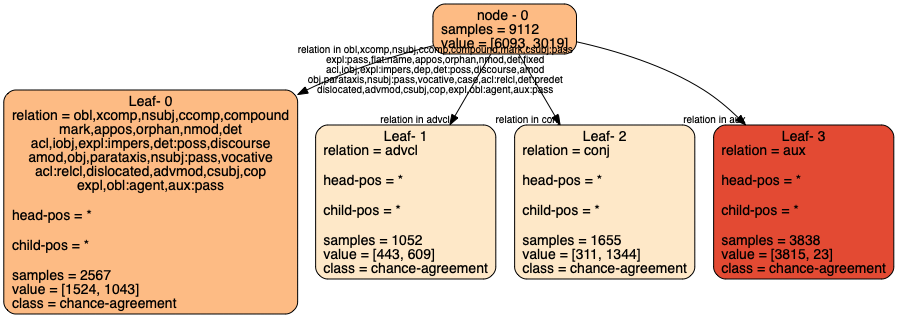 node - 0
samples = 9112
value = [6093, 3019]
relation in obl,xcomp,nsubj,ccomp,compound,mark,csubj:pass
expl:pass,flat:name,appos,orphan,nmod,det,fixed
acl,iobj,expl:impers,dep,det:poss,discourse,amod
obj,parataxis,nsubj:pass,vocative,case,acl:relcl,det:predet
dislocated,advmod,csubj,cop,expl,obl:agent,aux:pass
relation in advcl
relation in conj
relation in aux
Leaf- 0
relation = obl,xcomp,nsubj,ccomp,compound
mark,appos,orphan,nmod,det
acl,iobj,expl:impers,det:poss,discourse
amod,obj,parataxis,nsubj:pass,vocative
acl:relcl,dislocated,advmod,csubj,cop
expl,obl:agent,aux:pass
head-pos = *
child-pos = *
samples = 2567
value = [1524, 1043]
class = chance-agreement
Leaf- 1
relation = advcl
head-pos = *
child-pos = *
samples = 1052
value = [443, 609]
class = chance-agreement
Leaf- 2
relation = conj
head-pos = *
child-pos = *
samples = 1655
value = [311, 1344]
class = chance-agreement
Leaf- 3
relation = aux
head-pos = *
child-pos = *
samples = 3838
value = [3815, 23]
class = chance-agreement